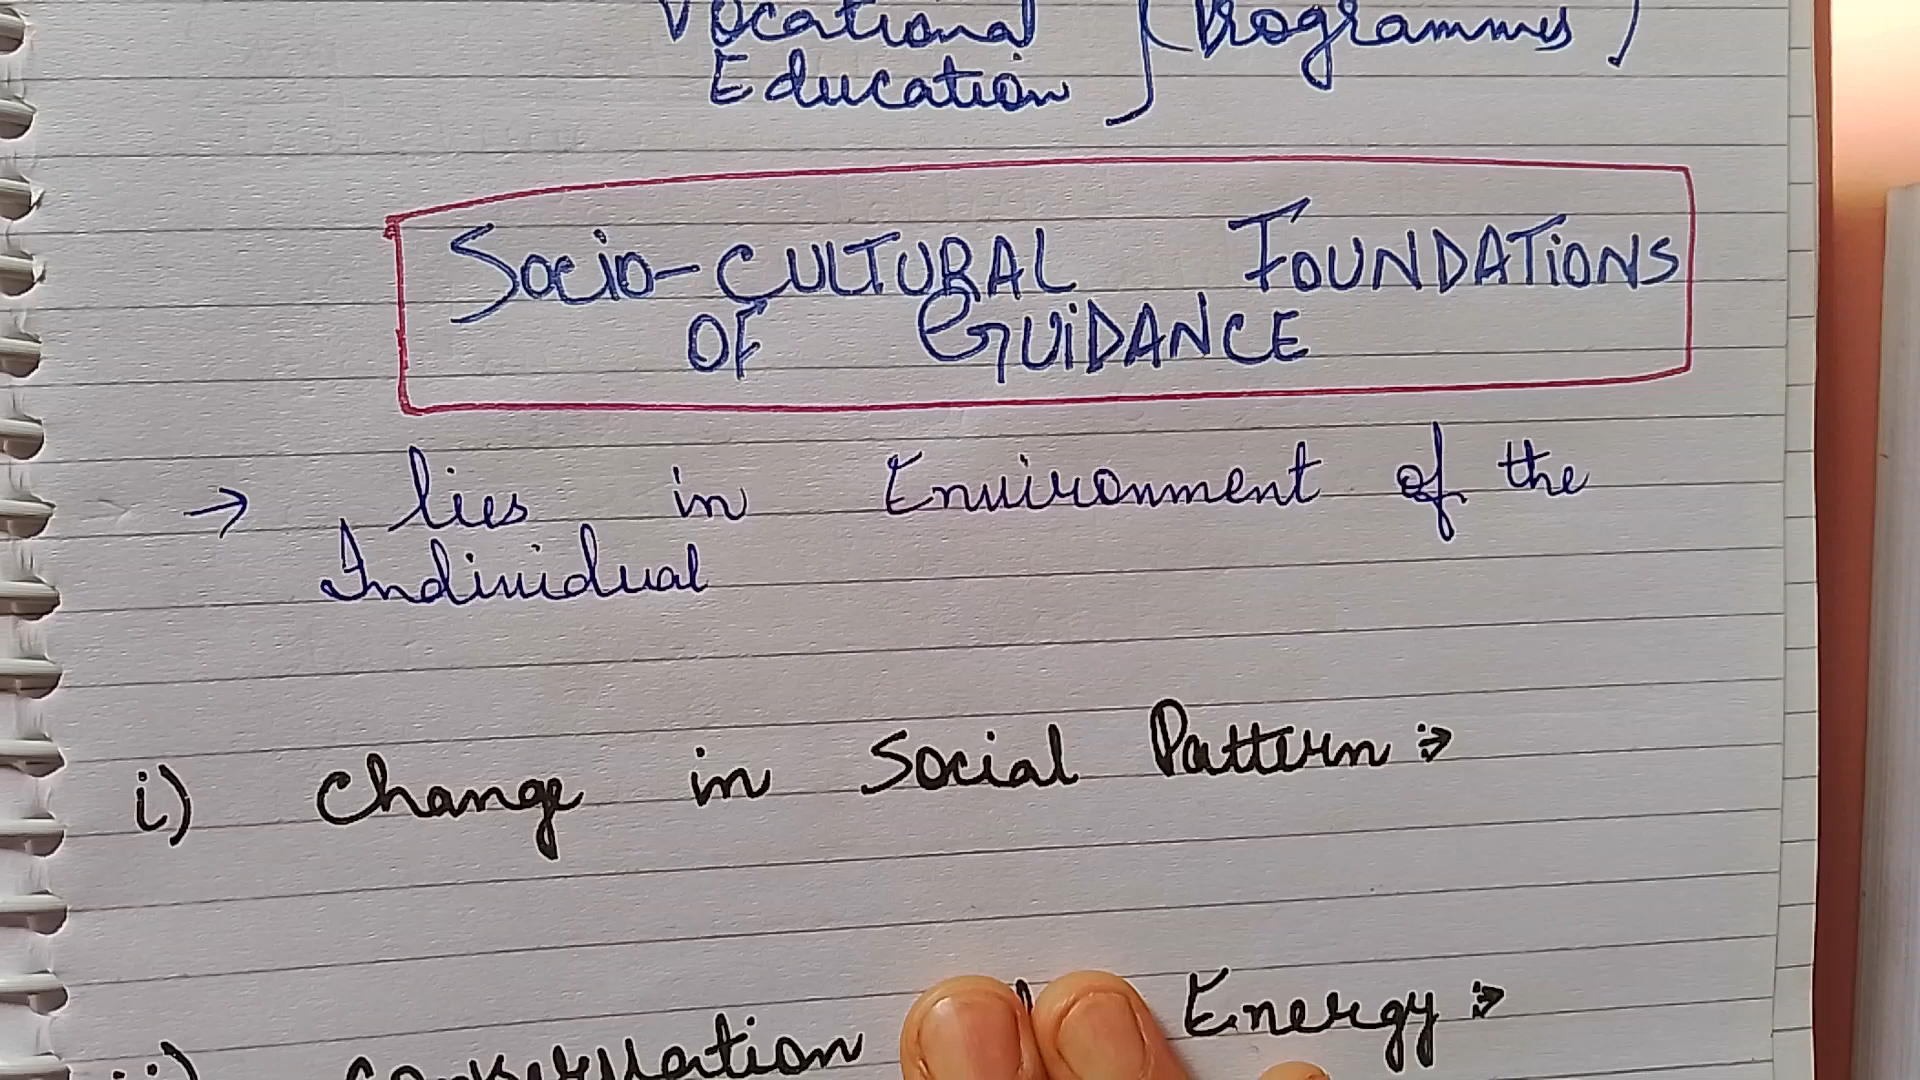 Vocational
Education } (Programmes)
Socio-CULTURAL FOUNDATiONS
OF GUiDANCE
→ lies in Environment of the
Individual
i) Change in Social Pattern :→
ii) Conservation Energy :→